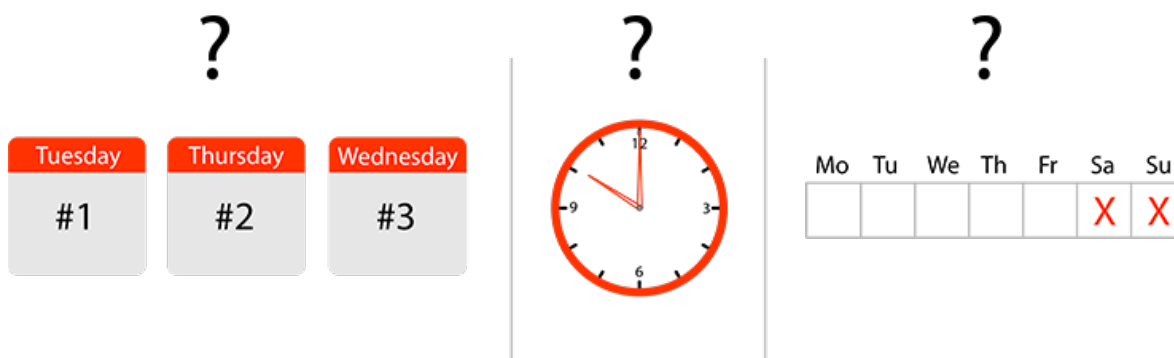 ? ? ?
Tuesday Thursday Wednesday
#1 #2 #3
12
9 3
6
Mo Tu We Th Fr Sa Su
X X